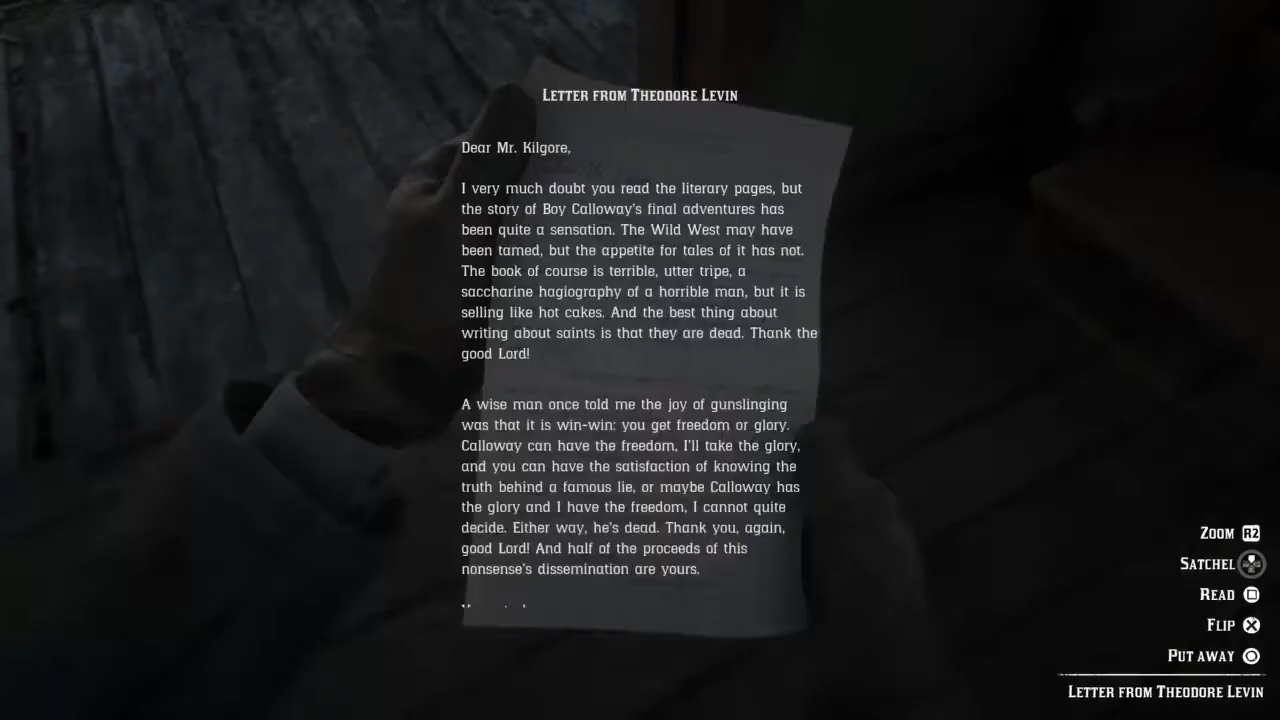 Letter from Theodore Levin
Dear Mr. Kilgore,
I very much doubt you read the literary pages, but
the story of Boy Calloway's final adventures has
been quite a sensation. The Wild West may have
been tamed, but the appetite for tales of it has not.
The book of course is terrible, utter tripe, a
saccharine hagiography of a horrible man, but it is
selling like hot cakes. And the best thing about
writing about saints is that they are dead. Thank the
good Lord!
A wise man once told me the joy of gunslinging
was that it is win-win: you get freedom or glory.
Calloway can have the freedom, I'll take the glory,
and you can have the satisfaction of knowing the
truth behind a famous lie, or maybe Calloway has
the glory and I have the freedom, I cannot quite
decide. Either way, he's dead. Thank you, again,
good Lord! And half of the proceeds of this
nonsense's dissemination are yours.
Zoom R2
Satchel
Read
Flip
Put away
Letter from Theodore Levin